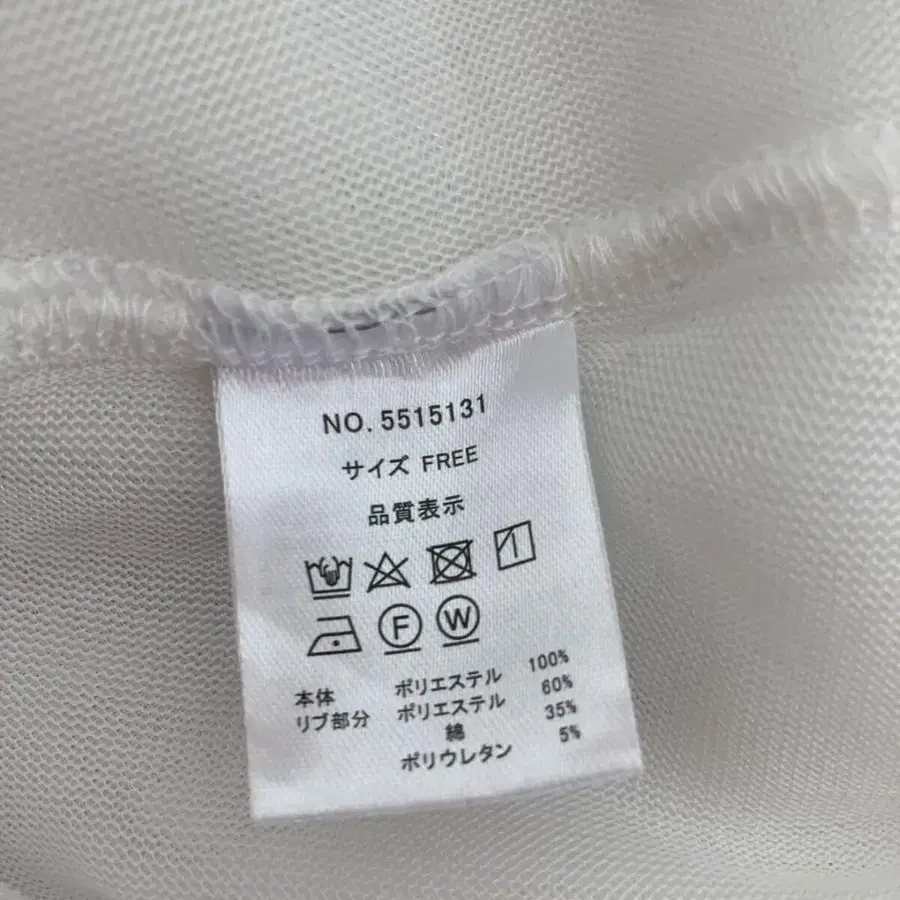 NO. 5515131
サイズ FREE
品質表示
F W
本体 ポリエステル 100%
リブ部分 ポリエステル 60%
綿 35%
ポリウレタン 5%